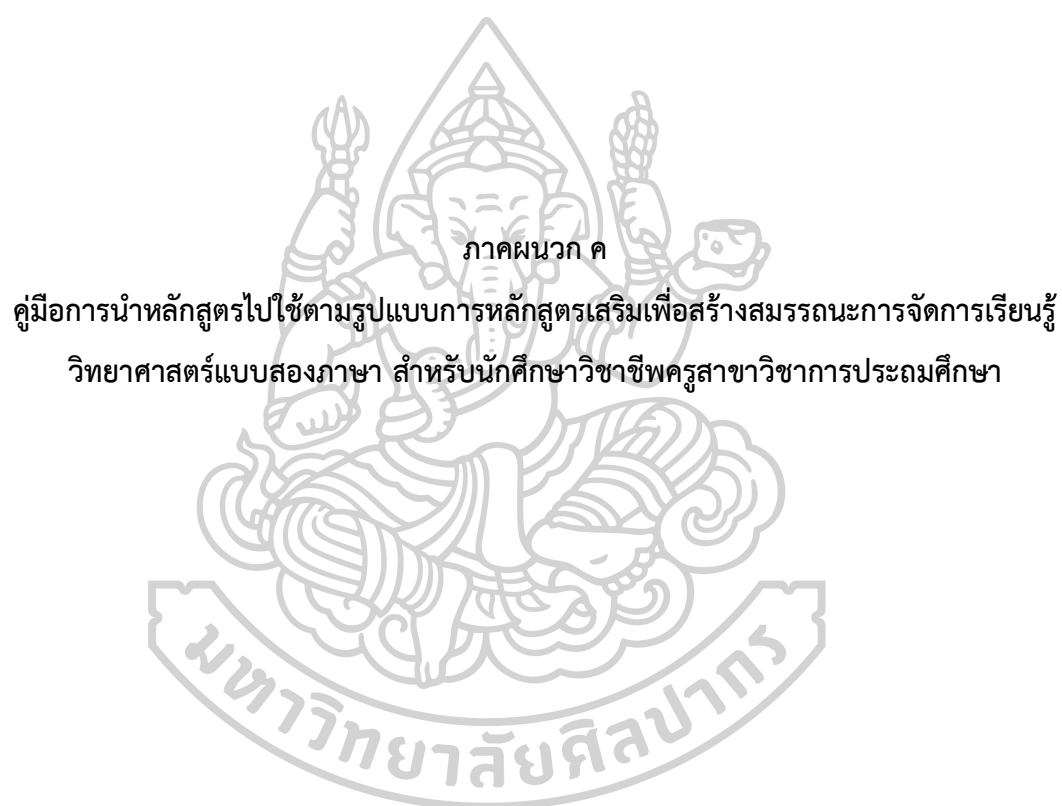 ภาคผนวก ค
คู่มือการนำหลักสูตรไปใช้ตามรูปแบบการหลักสูตรเสริมเพื่อสร้างสมรรถนะการจัดการเรียนรู้
วิทยาศาสตร์แบบสองภาษา สำหรับนักศึกษาวิชาชีพครูสาขาวิชาการประถมศึกษา
มหาวิทยาลัยศิลปากร